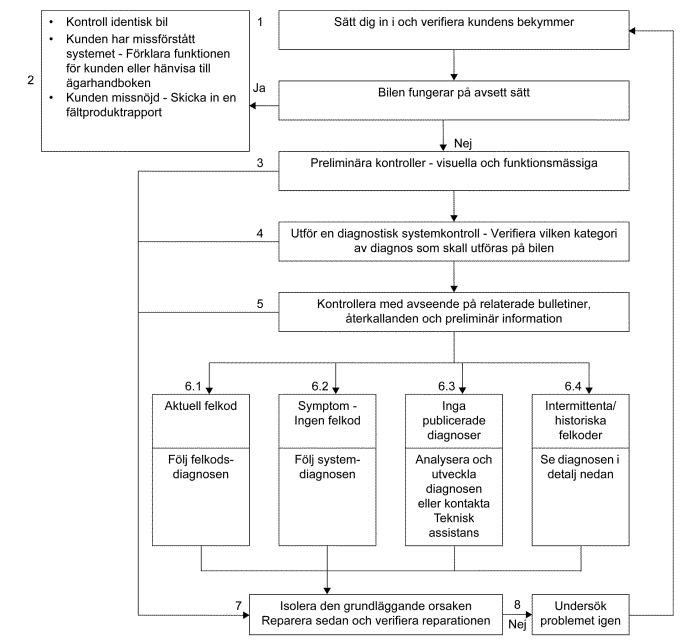 1
Sätt dig in i och verifiera kundens bekymmer
2
• Kontroll identisk bil
• Kunden har missförstått
systemet - Förklara funktionen
för kunden eller hänvisa till
ägarhandboken
• Kunden missnöjd - Skicka in en
fältproduktrapport
Ja
Bilen fungerar på avsett sätt
Nej
3
Preliminära kontroller - visuella och funktionsmässiga
4
Utför en diagnostisk systemkontroll - Verifiera vilken kategori
av diagnos som skall utföras på bilen
5
Kontrollera med avseende på relaterade bulletiner,
återkallanden och preliminär information
6.1
Aktuell felkod
Följ felkods-
diagnosen
6.2
Symptom -
Ingen felkod
Följ system-
diagnosen
6.3
Inga
publicerade
diagnoser
Analysera och
utveckla
diagnosen
eller kontakta
Teknisk
assistans
6.4
Intermittenta/
historiska
felkoder
Se diagnosen i
detalj nedan
7
Isolera den grundläggande orsaken
Reparera sedan och verifiera reparationen
8
Nej
Undersök
problemet igen